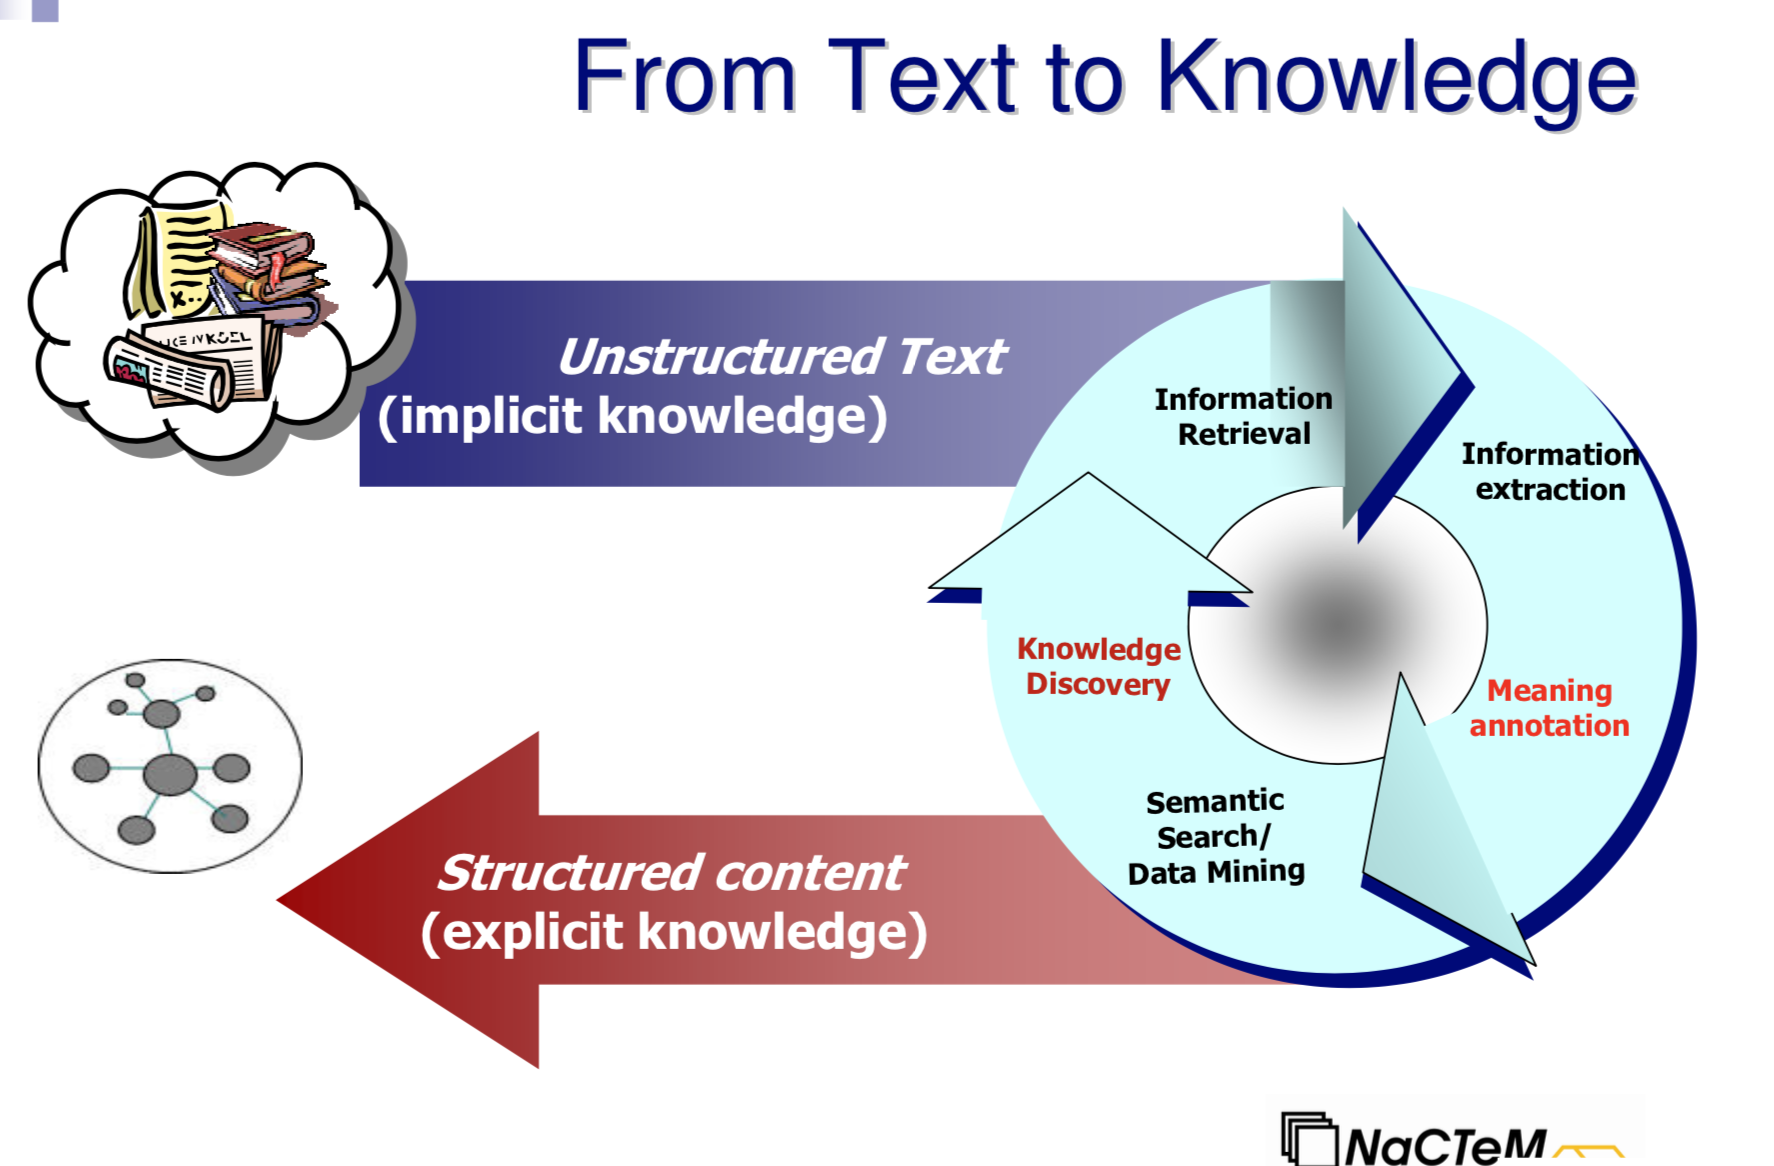 From Text to Knowledge
Unstructured Text
(implicit knowledge)
Information
Retrieval
Information
extraction
Meaning
annotation
Semantic
Search/
Data Mining
Knowledge
Discovery
Structured content
(explicit knowledge)
NaCTeM